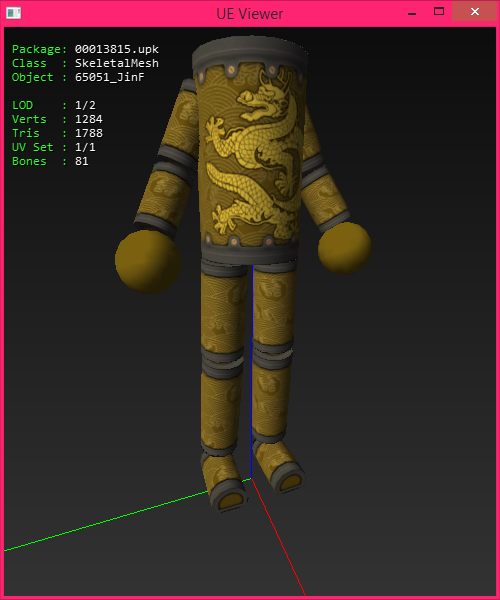 UE Viewer
Package: 00013815.upk
Class  : SkeletalMesh
Object : 65051_JinF
LOD    : 1/2
Verts  : 1284
Tris   : 1788
UV Set : 1/1
Bones  : 81